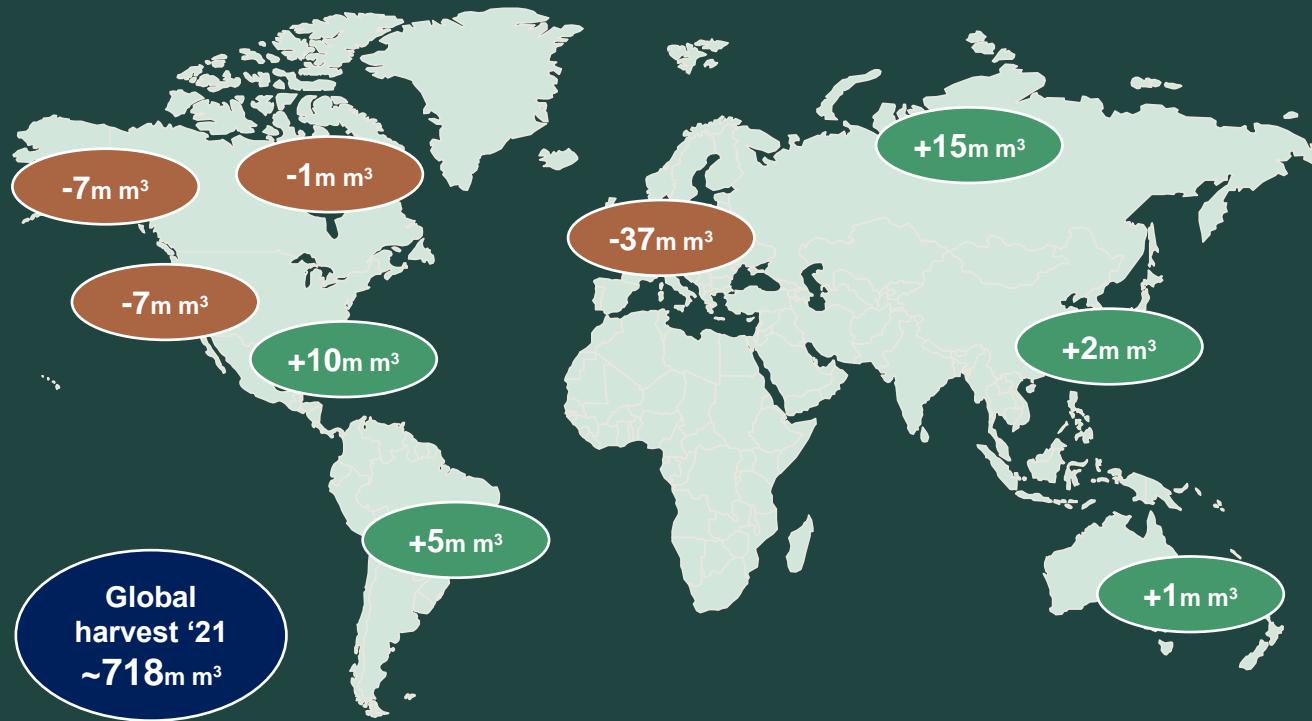 +15m m³
-7m m³
-1m m³
-37m m³
-7m m³
+10m m³
+2m m³
+5m m³
+1m m³
Global
harvest ‘21
~718m m³